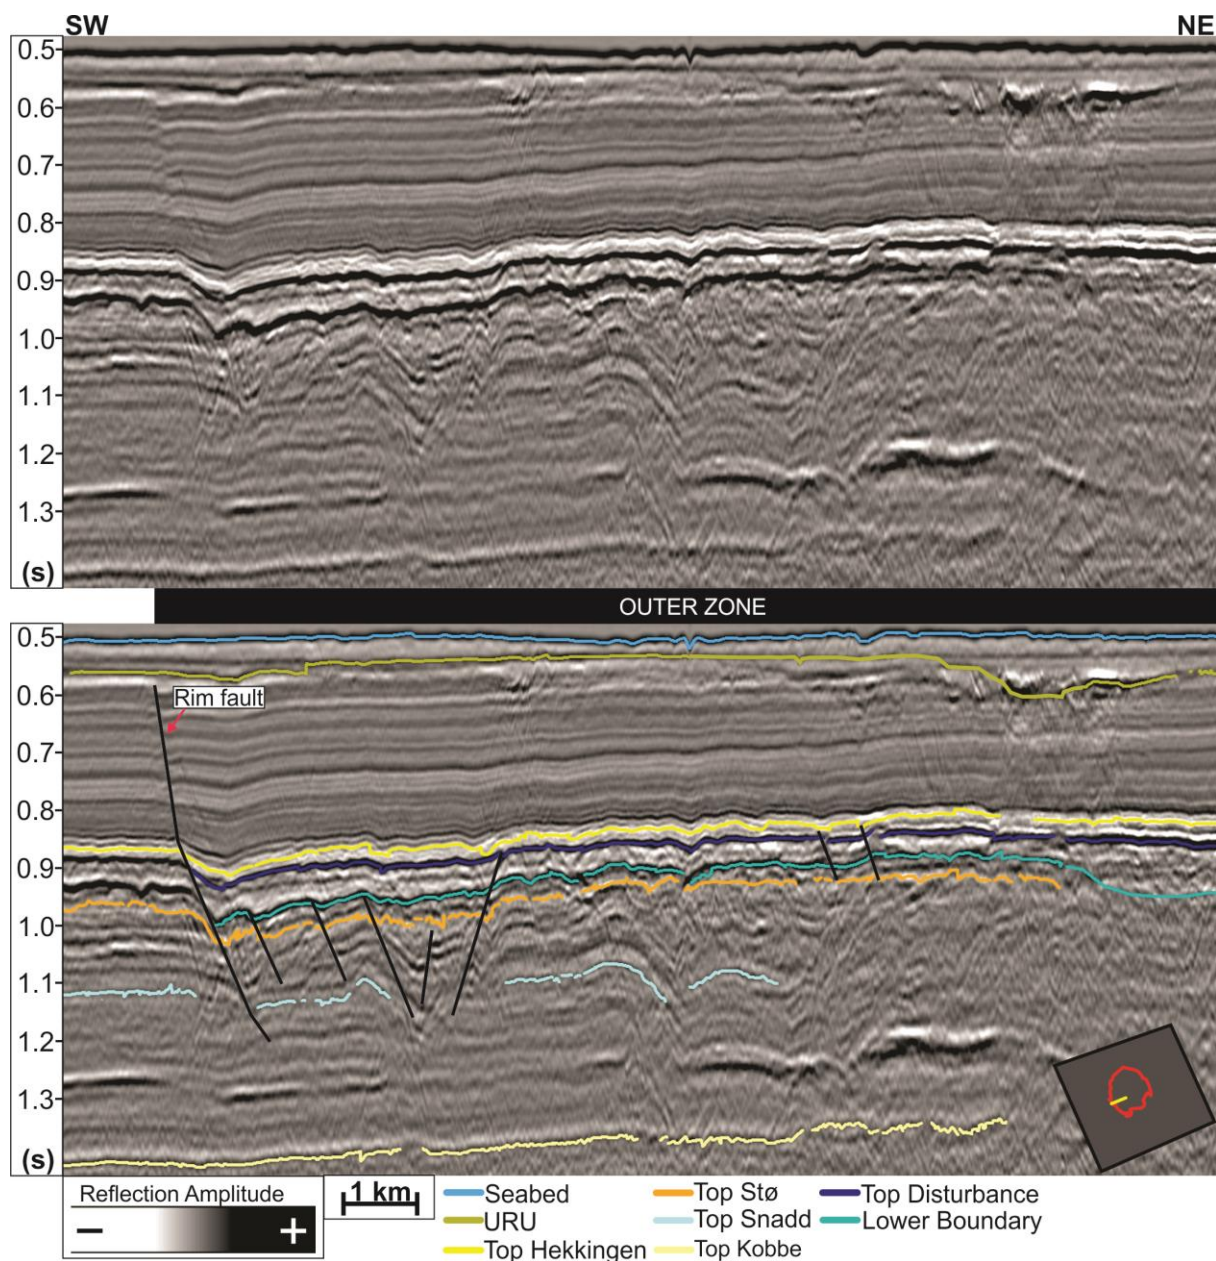 SW NE
0.5
0.6
0.7
0.8
0.9
1.0
1.1
1.2
1.3
(s)
OUTER ZONE
0.5
0.6
Rim fault
0.7
0.8
0.9
1.0
1.1
1.2
1.3
(s)
Reflection Amplitude
− +
1 km
Seabed Top Stø Top Disturbance
URU Top Snadd Lower Boundary
Top Hekkingen Top Kobbe